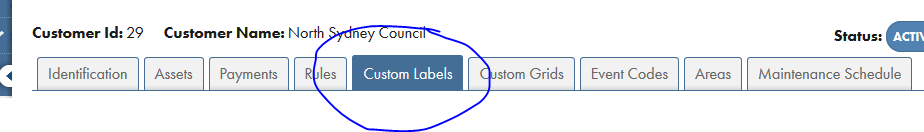 Customer Id: 29 Customer Name: North Sydney Council Status: ACTIV
Identification Assets Payments Rules Custom Labels Custom Grids Event Codes Areas Maintenance Schedule